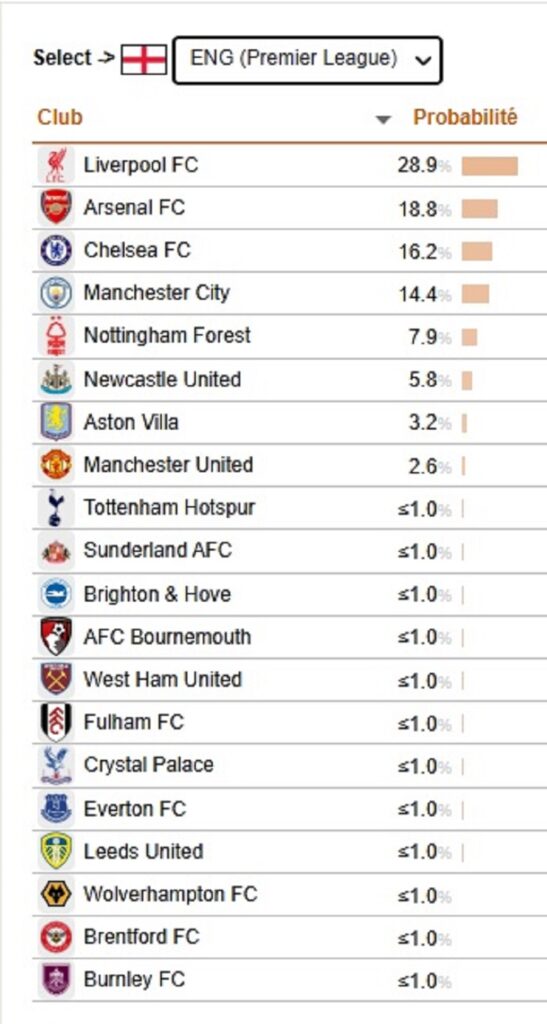 Select -> ENG (Premier League)
Club Probabilité
Liverpool FC 28.9%
Arsenal FC 18.8%
Chelsea FC 16.2%
Manchester City 14.4%
Nottingham Forest 7.9%
Newcastle United 5.8%
Aston Villa 3.2%
Manchester United 2.6%
Tottenham Hotspur ≤1.0%
Sunderland AFC ≤1.0%
Brighton & Hove ≤1.0%
AFC Bournemouth ≤1.0%
West Ham United ≤1.0%
Fulham FC ≤1.0%
Crystal Palace ≤1.0%
Everton FC ≤1.0%
Leeds United ≤1.0%
Wolverhampton FC ≤1.0%
Brentford FC ≤1.0%
Burnley FC ≤1.0%